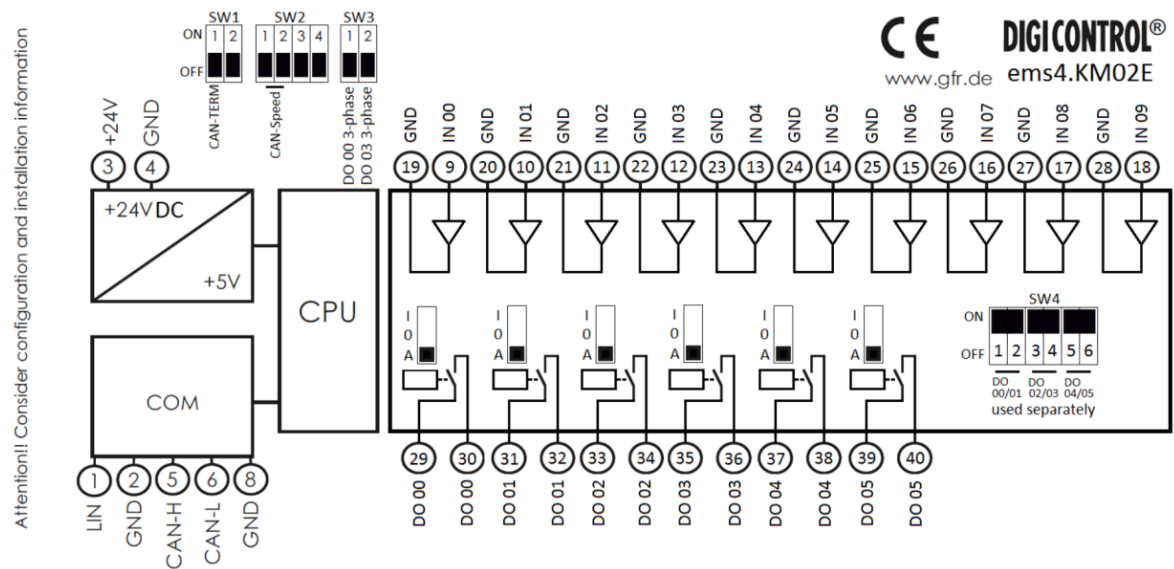 Attention!! Consider configuration and installation information
SW1 SW2 SW3
ON 1 2 1 2 3 4 1 2
OFF
CAN-TERM
CAN-Speed
DO 00 3-phase
DO 03 3-phase
CE DIGICONTROL®
www.gfr.de ems4.KM02E
+24V GND
3 4
+24V DC
+5V
CPU
COM
1 2 5 6 8
LIN GND CAN-H CAN-L GND
GND IN 00 GND IN 01 GND IN 02 GND IN 03 GND IN 04 GND IN 05 GND IN 06 GND IN 07 GND IN 08 GND IN 09
19 9 20 10 21 11 22 12 23 13 24 14 25 15 26 16 27 17 28 18
I I I I I I
0 0 0 0 0 0
A A A A A A
SW4
ON
OFF 1 2 3 4 5 6
DO DO DO
00/01 02/03 04/05
used separately
29 30 31 32 33 34 35 36 37 38 39 40
DO 00 DO 00 DO 01 DO 01 DO 02 DO 02 DO 03 DO 03 DO 04 DO 04 DO 05 DO 05